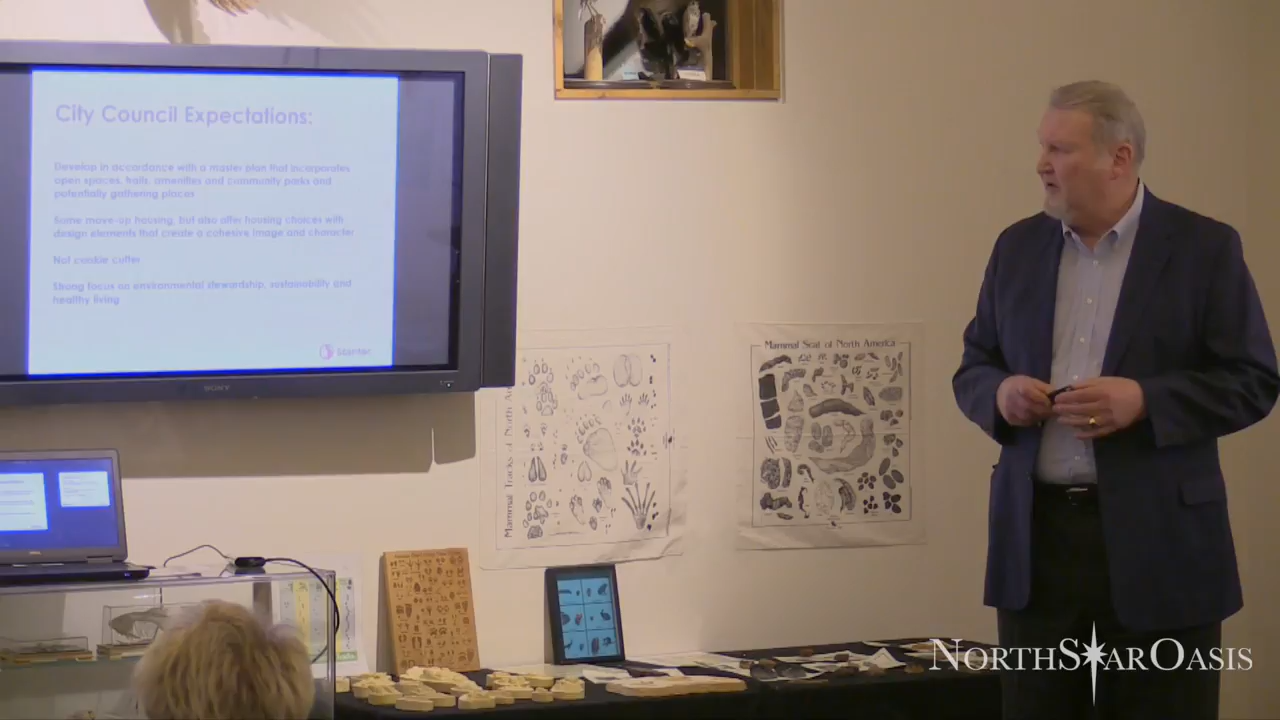 City Council Expectations:
Develop in accordance with a master plan that incorporates
open spaces, trails, amenities and community parks and
potentially gathering places
Some move-up housing, but also offer housing choices with
design elements that create a cohesive image and character
Not cookie cutter
Strong focus on environmental stewardship, sustainability and
healthy living
Stantec
SONY
Mammal Tracks of North A
Mammal Scat of North America
NORTHSTAROASIS